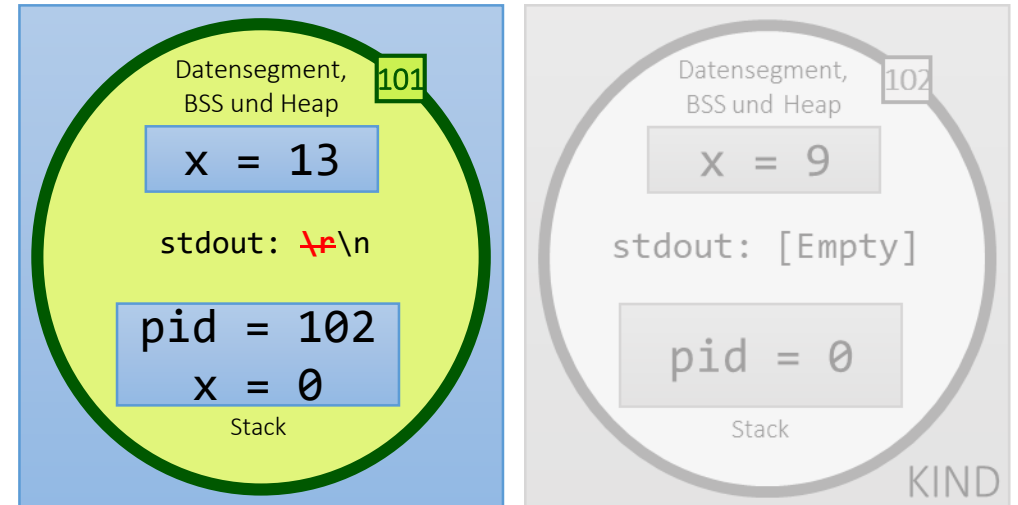 Datensegment,
BSS und Heap
101
x = 13
stdout: \r\n
pid = 102
x = 0
Stack
Datensegment,
BSS und Heap
102
x = 9
stdout: [Empty]
pid = 0
Stack
KIND